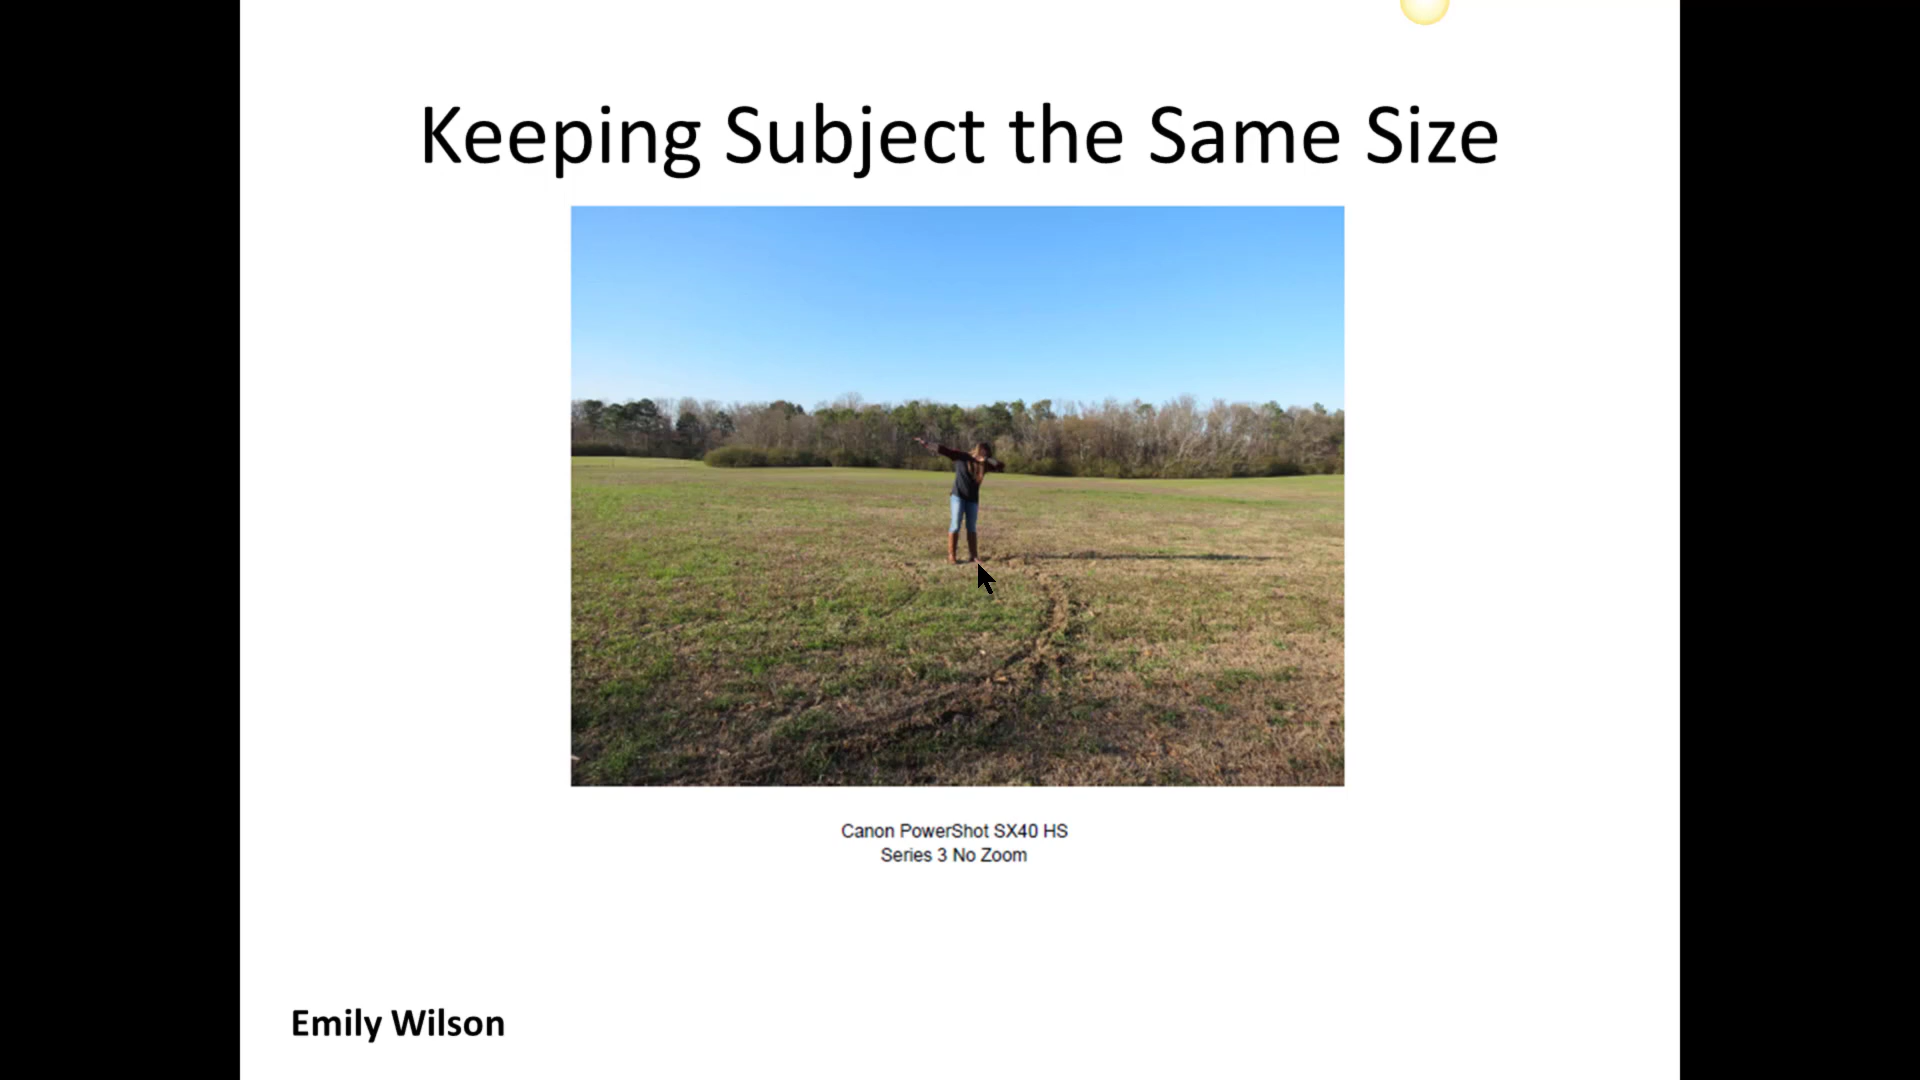 Keeping Subject the Same Size
Canon PowerShot SX40 HS
Series 3 No Zoom
Emily Wilson